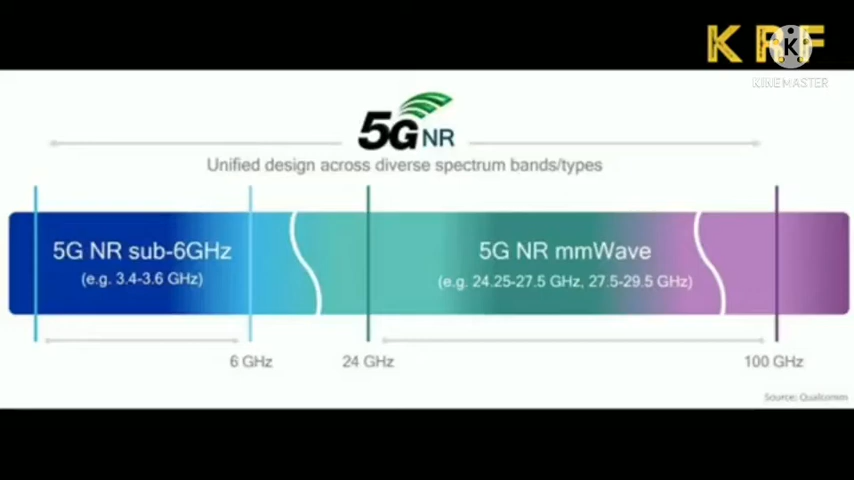 KRF
K
KINEMASTER
5G NR
Unified design across diverse spectrum bands/types
5G NR sub-6GHz
(e.g. 3.4-3.6 GHz)
5G NR mmWave
(e.g. 24.25-27.5 GHz, 27.5-29.5 GHz)
6 GHz
24 GHz
100 GHz
Source: Qualcomm